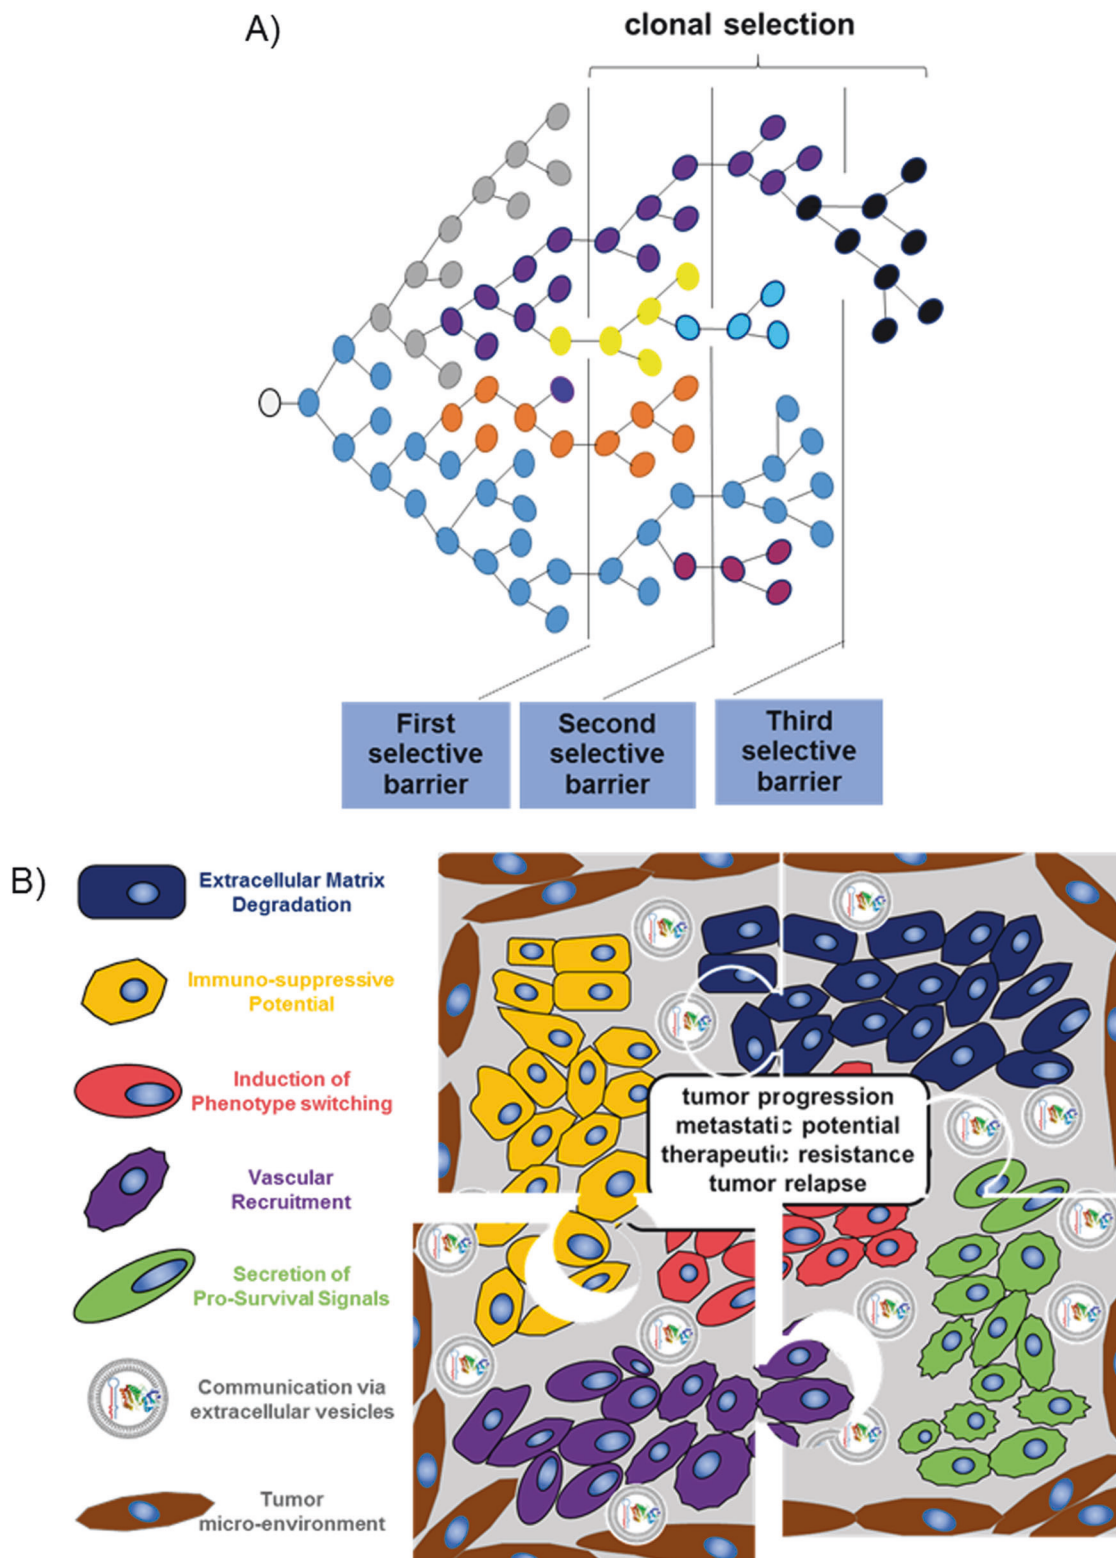 A)
clonal selection
First
selective
barrier
Second
selective
barrier
Third
selective
barrier
B)
Extracellular Matrix
Degradation
Immuno-suppressive
Potential
Induction of
Phenotype switching
Vascular
Recruitment
Secretion of
Pro-Survival Signals
Communication via
extracellular vesicles
Tumor
micro-environment
tumor progression
metastatic potential
therapeutic resistance
tumor relapse